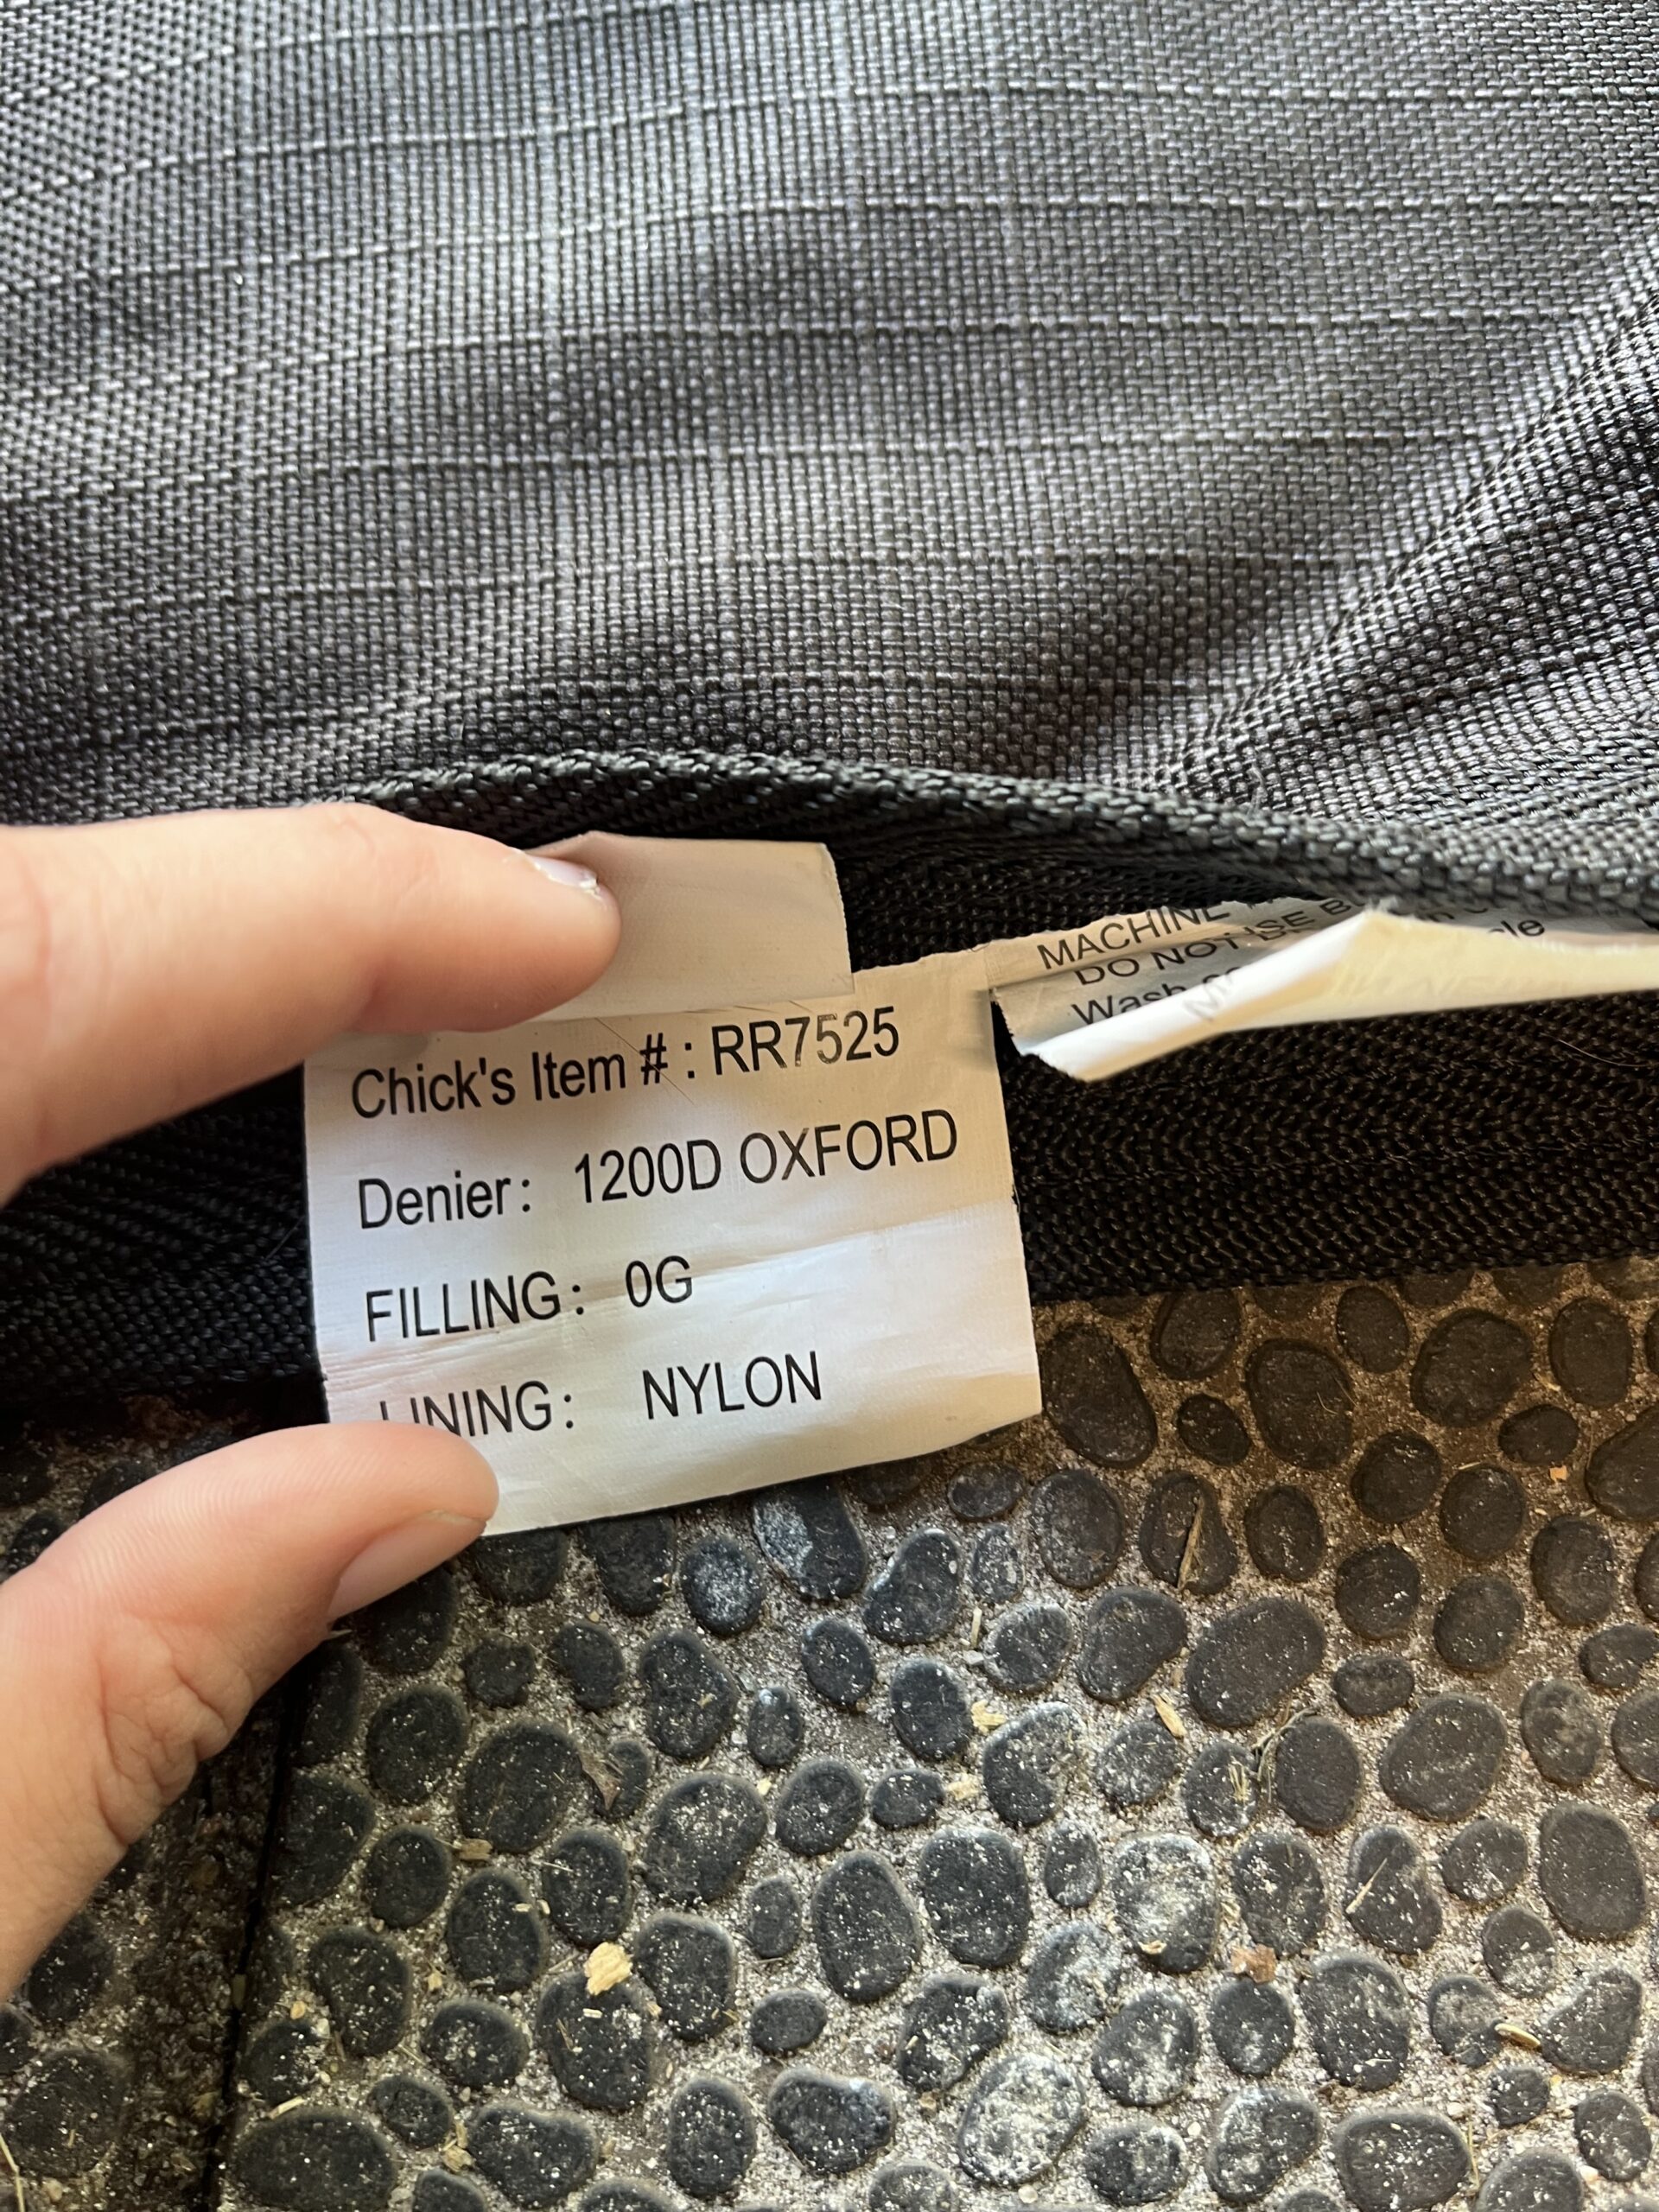 Chick's Item # : RR7525
Denier: 1200D OXFORD
FILLING: 0G
LINING: NYLON
MACHINE
DO NOT USE
Wash